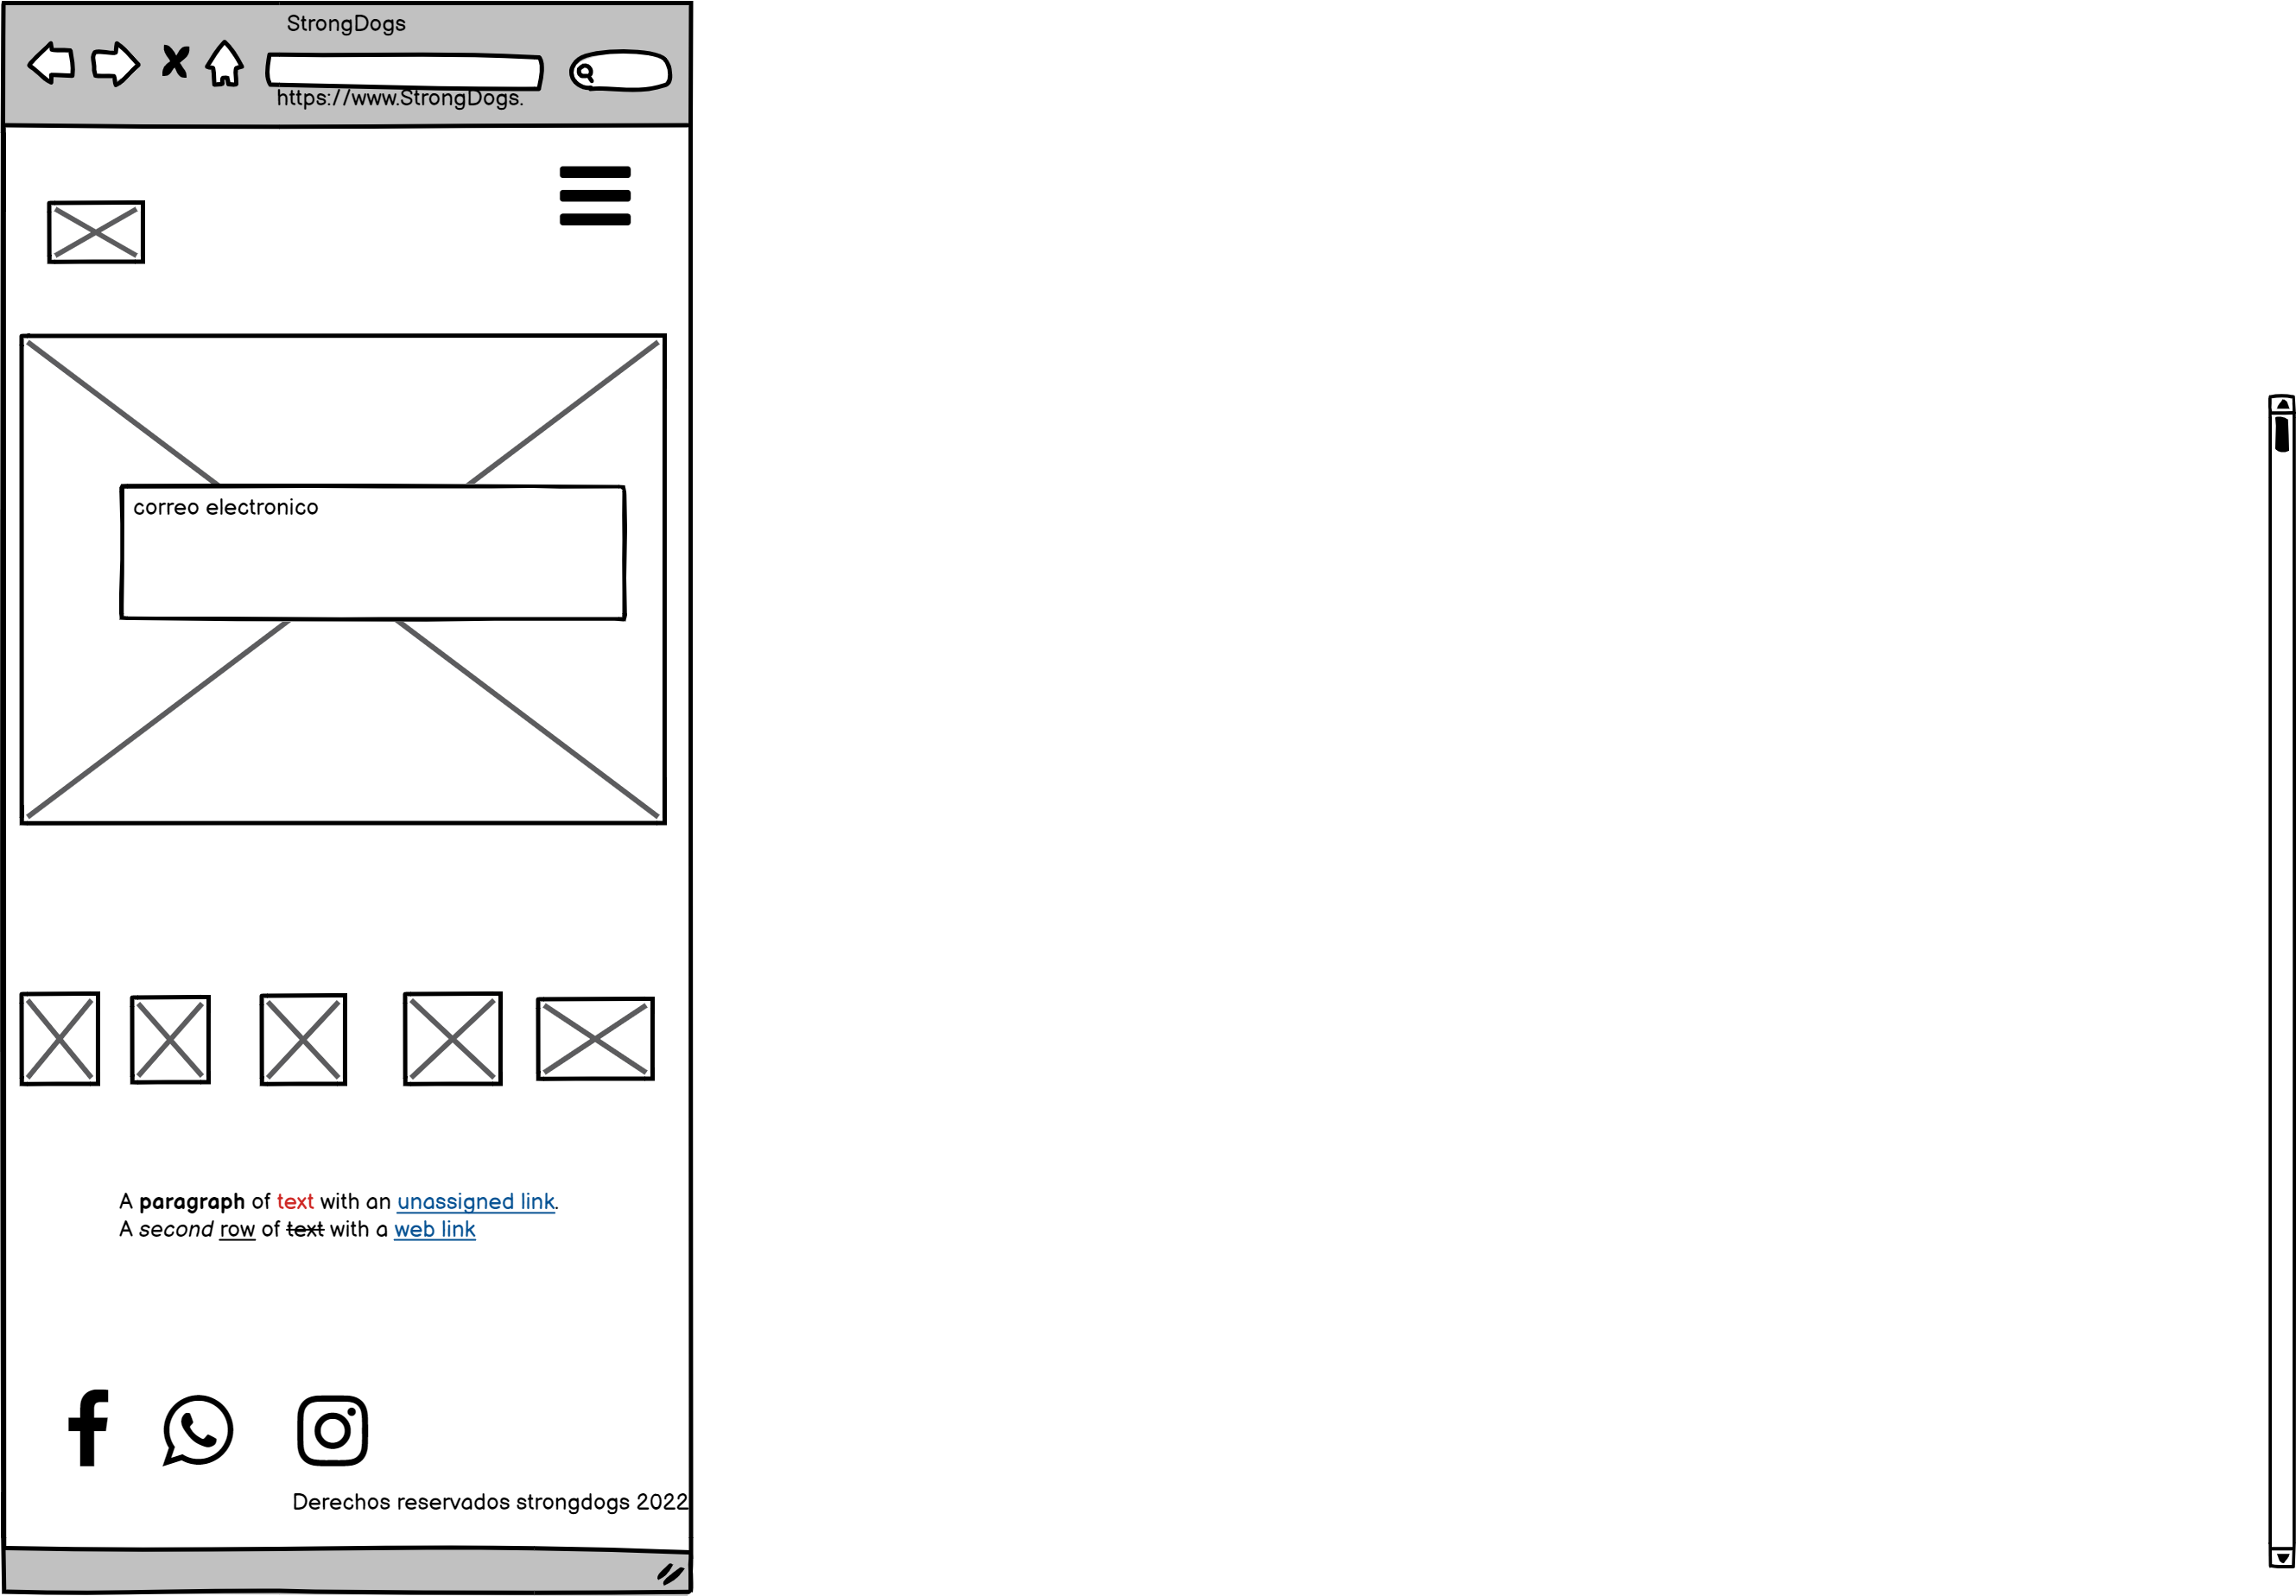 StrongDogs
https://www.StrongDogs.
correo electronico
A paragraph of text with an unassigned link.
A second row of text with a web link
Derechos reservados strongdogs 2022